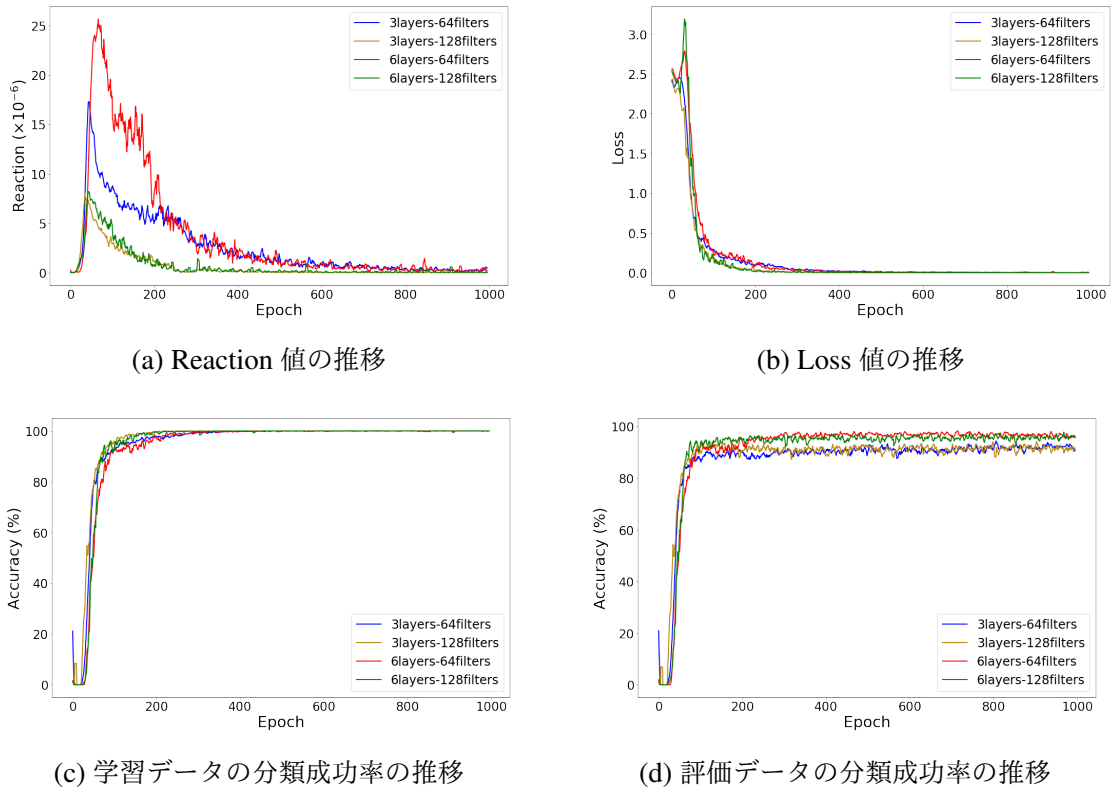 25
20
15
10
5
0
Reaction (×10⁻⁶)
0 200 400 600 800 1000
Epoch
3layers-64filters
3layers-128filters
6layers-64filters
6layers-128filters
(a) Reaction 値の推移
3.0
2.5
2.0
1.5
1.0
0.5
0.0
Loss
0 200 400 600 800 1000
Epoch
3layers-64filters
3layers-128filters
6layers-64filters
6layers-128filters
(b) Loss 値の推移
100
80
60
40
20
0
Accuracy (%)
0 200 400 600 800 1000
Epoch
3layers-64filters
3layers-128filters
6layers-64filters
6layers-128filters
(c) 学習データの分類成功率の推移
100
80
60
40
20
0
Accuracy (%)
0 200 400 600 800 1000
Epoch
3layers-64filters
3layers-128filters
6layers-64filters
6layers-128filters
(d) 評価データの分類成功率の推移